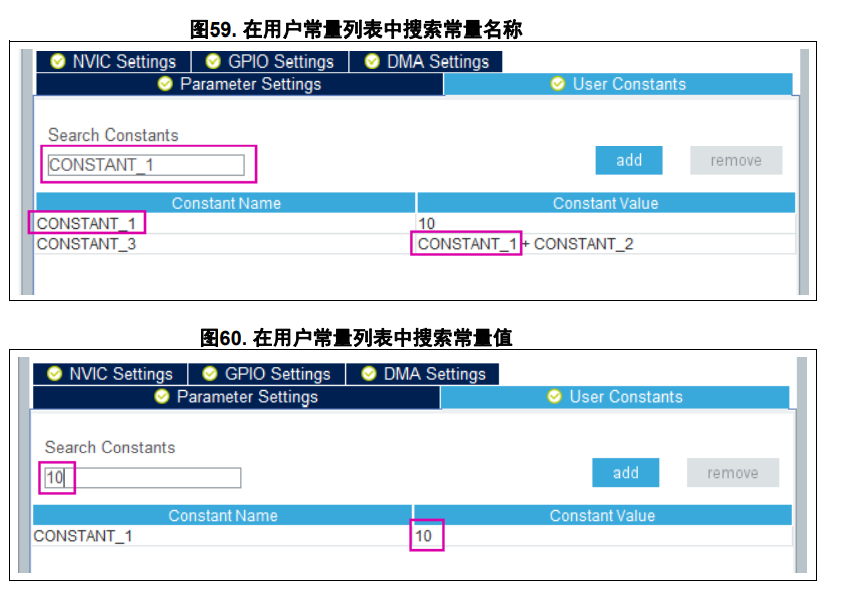 图59. 在用户常量列表中搜索常量名称
NVIC Settings GPIO Settings DMA Settings
Parameter Settings User Constants
Search Constants
CONSTANT_1 add remove
Constant Name Constant Value
CONSTANT_1 10
CONSTANT_3 CONSTANT_1 + CONSTANT_2
图60. 在用户常量列表中搜索常量值
NVIC Settings GPIO Settings DMA Settings
Parameter Settings User Constants
Search Constants
10 add remove
Constant Name Constant Value
CONSTANT_1 10